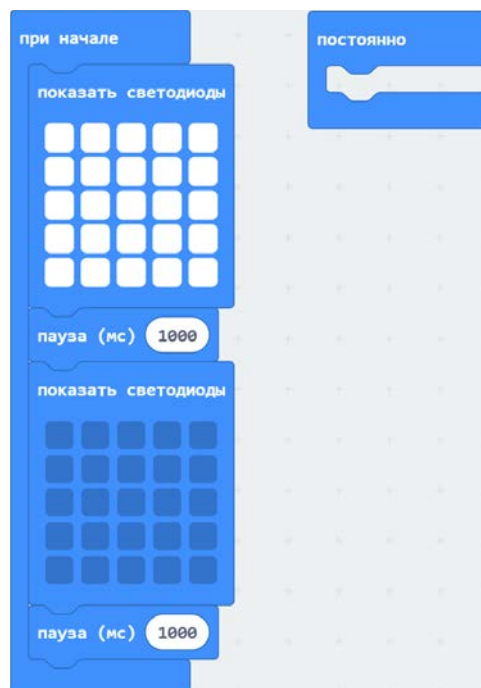 при начале
постоянно
показать светодиоды
пауза (мс) 1000
показать светодиоды
пауза (мс) 1000